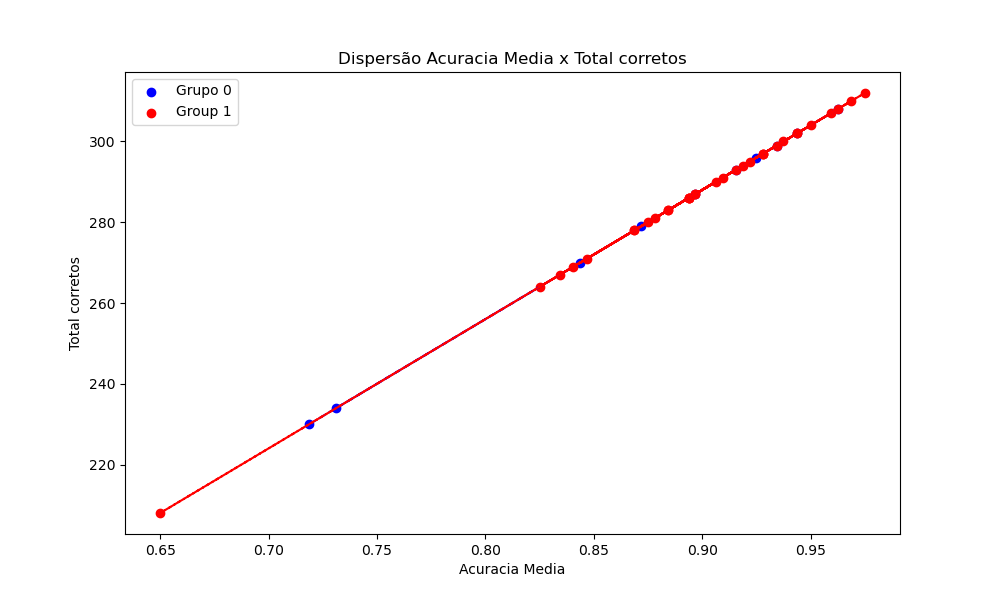 Dispersão Acuracia Media x Total corretos
Grupo 0
Group 1
Total corretos
300
280
260
240
220
0.65 0.70 0.75 0.80 0.85 0.90 0.95
Acuracia Media